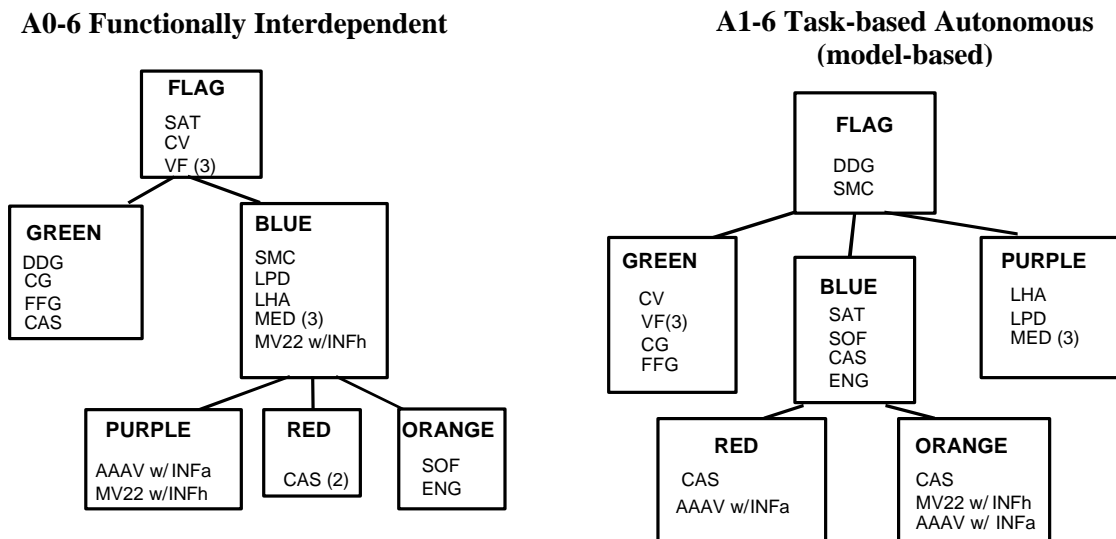 A0-6 Functionally Interdependent
FLAG
SAT
CV
VF (3)
GREEN
DDG
CG
FFG
CAS
BLUE
SMC
LPD
LHA
MED (3)
MV22 w/INFh
PURPLE
AAAV w/ INFa
MV22 w/INFh
RED
CAS (2)
ORANGE
SOF
ENG
A1-6 Task-based Autonomous
(model-based)
FLAG
DDG
SMC
GREEN
CV
VF(3)
CG
FFG
BLUE
SAT
SOF
CAS
ENG
PURPLE
LHA
LPD
MED (3)
RED
CAS
AAAV w/INFa
ORANGE
CAS
MV22 w/ INFh
AAAV w/ INFa